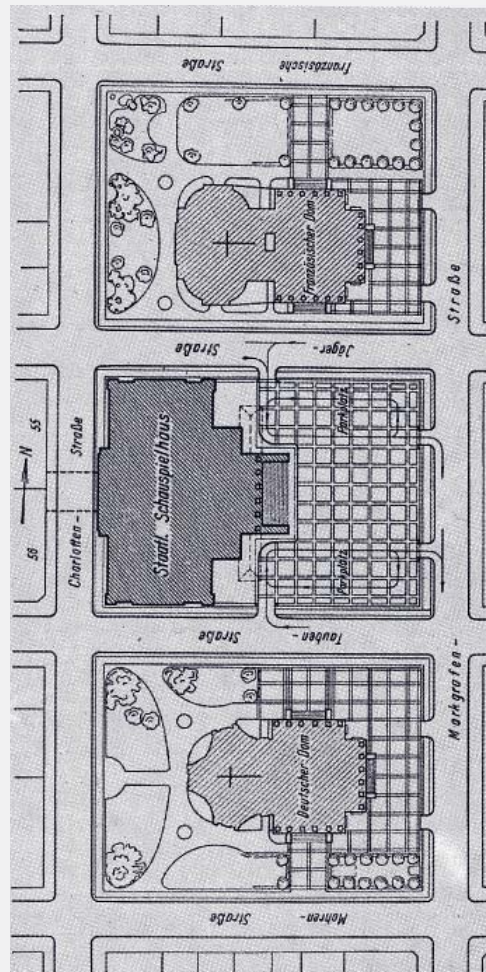 Französische
Straße
Französischer Dom
Straße
Jäger-
Straße
Staatl. Schauspielhaus
Parkplatz
Parkplatz
N
55
56
Charlotten-
Straße
Tauben-
Straße
Markgrafen-
Deutscher Dom
Mohren-
Straße